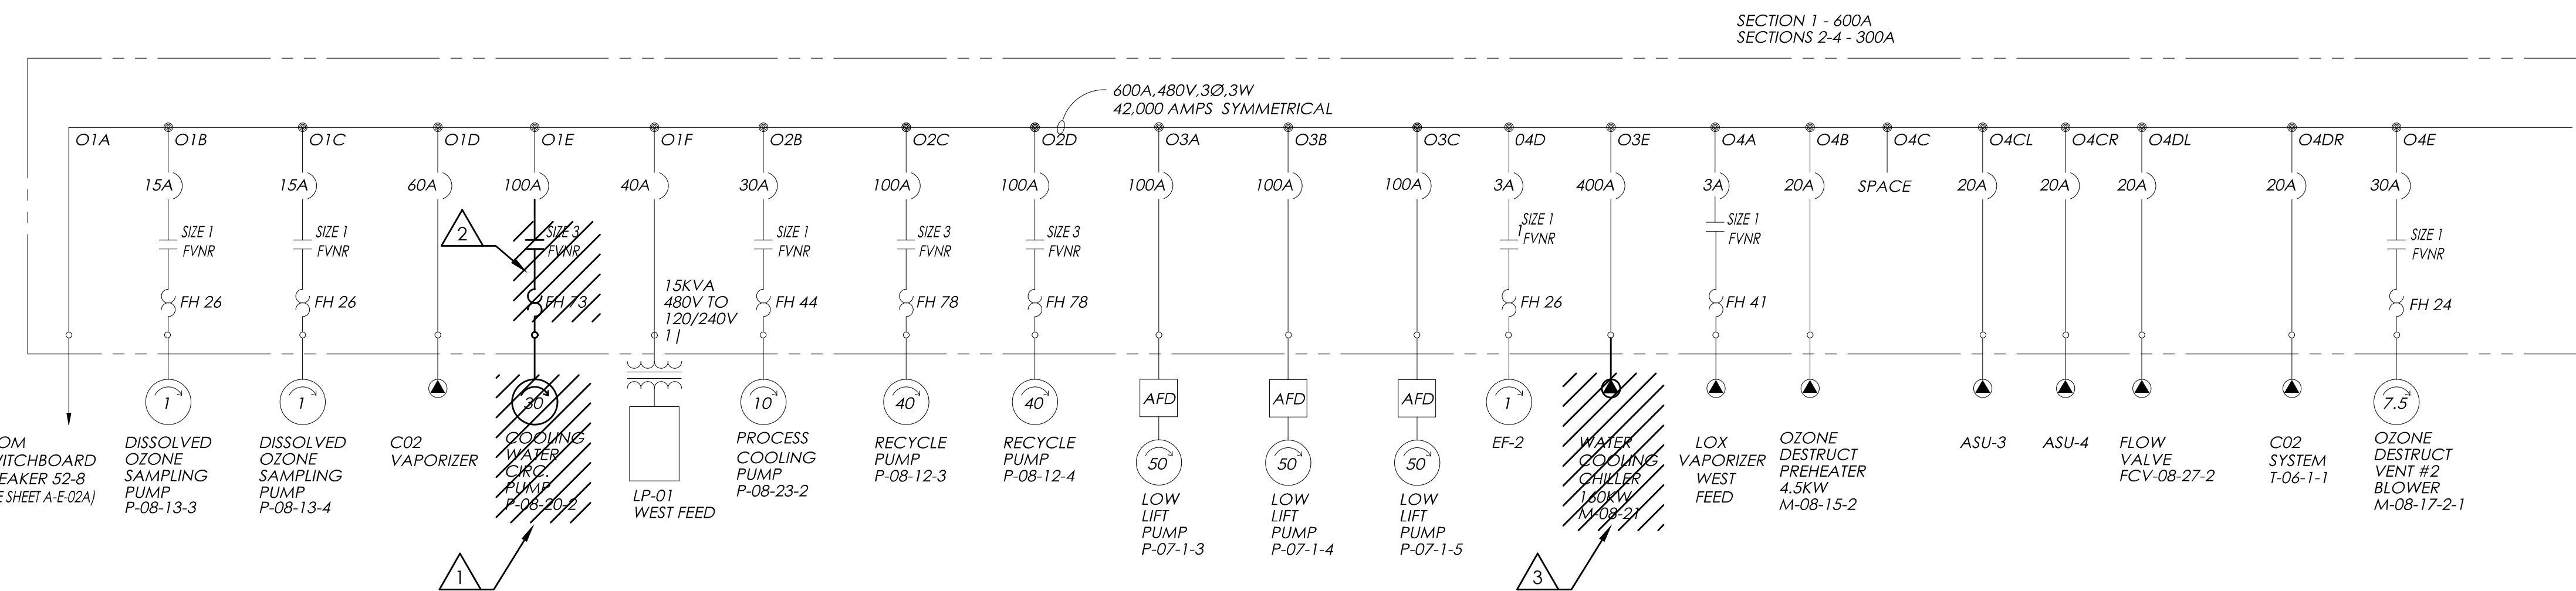 SECTION 1 - 600A
SECTIONS 2-4 - 300A
600A,480V,3Ø,3W
42,000 AMPS SYMMETRICAL
O1A
O1B
O1C
O1D
O1E
O1F
O2B
O2C
O2D
O3A
O3B
O3C
04D
O3E
O4A
O4B
O4C
O4CL
O4CR
O4DL
O4DR
O4E
15A
15A
60A
100A
40A
30A
100A
100A
100A
100A
100A
3A
400A
3A
20A
SPACE
20A
20A
20A
20A
30A
SIZE 1
FVNR
SIZE 1
FVNR
2
SIZE 3
FVNR
SIZE 1
FVNR
SIZE 3
FVNR
SIZE 3
FVNR
SIZE 1
1
FVNR
SIZE 1
FVNR
SIZE 1
FVNR
FH 26
FH 26
FH 73
15KVA
480V TO
120/240V
1 |
FH 44
FH 78
FH 78
FH 26
FH 41
FH 24
1
1
30
10
40
40
AFD
AFD
AFD
1
7.5
50
50
50
OM
ITCHBOARD
EAKER 52-8
E SHEET A-E-02A)
DISSOLVED
OZONE
SAMPLING
PUMP
P-08-13-3
DISSOLVED
OZONE
SAMPLING
PUMP
P-08-13-4
C02
VAPORIZER
COOLING
WATER
CIRC.
PUMP
P-08-20-2
LP-01
WEST FEED
PROCESS
COOLING
PUMP
P-08-23-2
RECYCLE
PUMP
P-08-12-3
RECYCLE
PUMP
P-08-12-4
LOW
LIFT
PUMP
P-07-1-3
LOW
LIFT
PUMP
P-07-1-4
LOW
LIFT
PUMP
P-07-1-5
EF-2
WATER
COOLING
CHILLER
160KW
M-08-21
LOX
VAPORIZER
WEST
FEED
OZONE
DESTRUCT
PREHEATER
4.5KW
M-08-15-2
ASU-3
ASU-4
FLOW
VALVE
FCV-08-27-2
C02
SYSTEM
T-06-1-1
OZONE
DESTRUCT
VENT #2
BLOWER
M-08-17-2-1
1
3